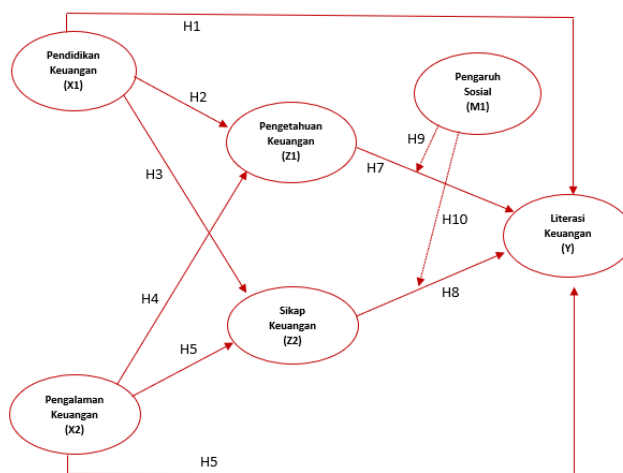 H1
Pendidikan
Keuangan
(X1)
Pengaruh
Sosial
(M1)
H2
Pengetahuan
Keuangan
(Z1)
H9
H7
H3
Literasi
Keuangan
(Y)
H10
H4
Sikap
Keuangan
(Z2)
H8
H5
Pengalaman
Keuangan
(X2)
H5